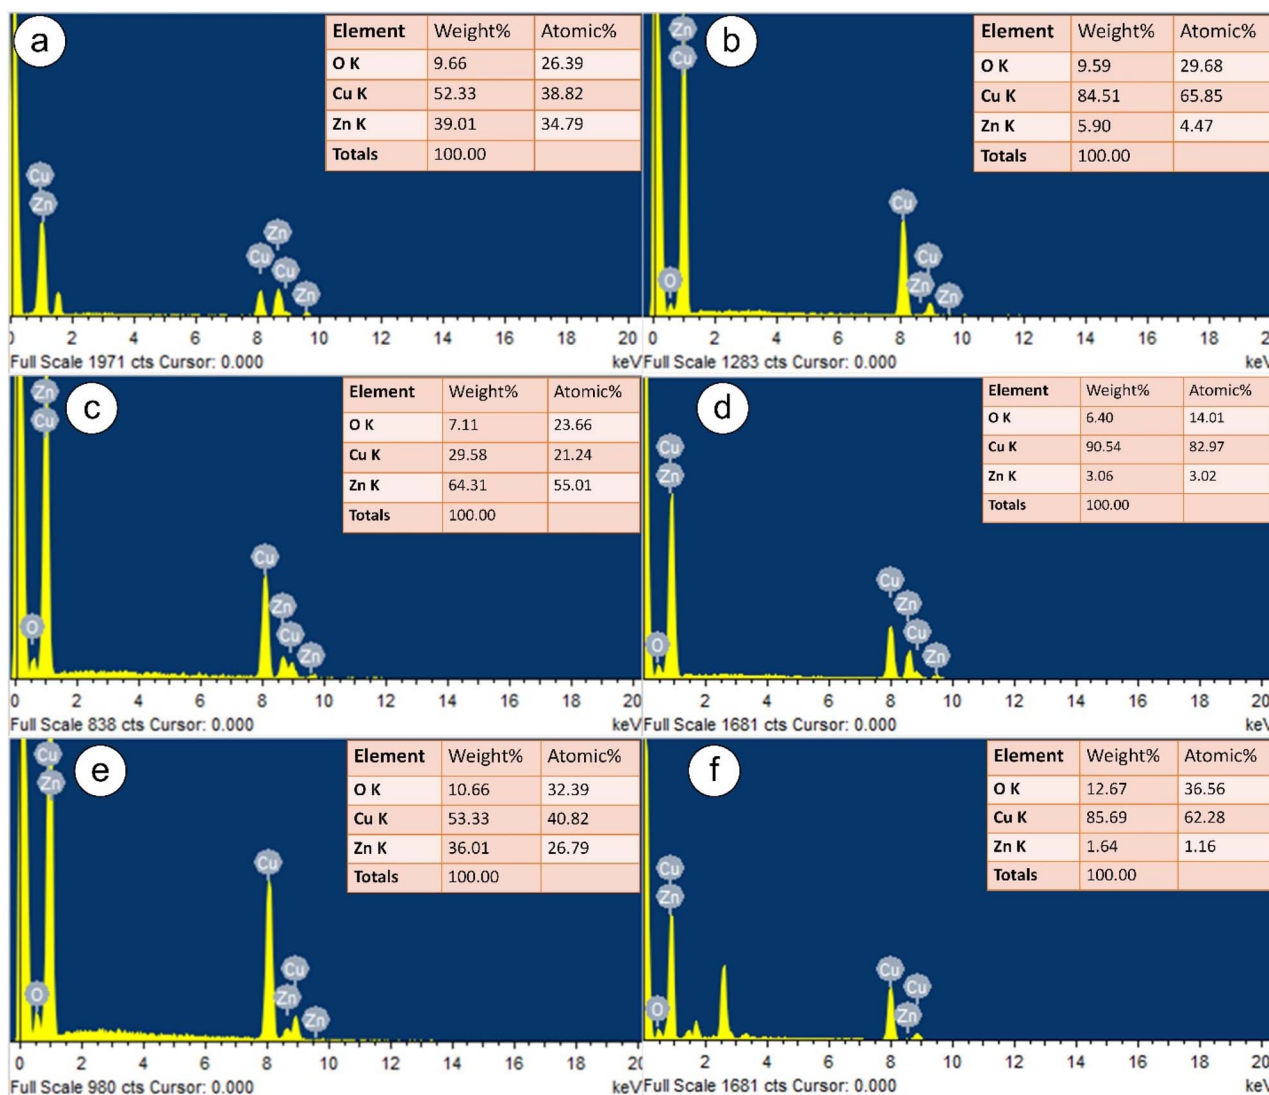 a
Element Weight% Atomic%
O K 9.66 26.39
Cu K 52.33 38.82
Zn K 39.01 34.79
Totals 100.00
Cu
Zn
Zn
Cu
Cu
Zn
0 2 4 6 8 10 12 14 16 18 20
Full Scale 1971 cts Cursor: 0.000 keV
b
Element Weight% Atomic%
O K 9.59 29.68
Cu K 84.51 65.85
Zn K 5.90 4.47
Totals 100.00
Zn
Cu
Cu
Cu
O
Zn
Zn
0 2 4 6 8 10 12 14 16 18 2
Full Scale 1283 cts Cursor: 0.000 keV
c
Element Weight% Atomic%
O K 7.11 23.66
Cu K 29.58 21.24
Zn K 64.31 55.01
Totals 100.00
Zn
Cu
Cu
Zn
O
Cu
Zn
0 2 4 6 8 10 12 14 16 18 20
Full Scale 838 cts Cursor: 0.000 keV
d
Element Weight% Atomic%
O K 6.40 14.01
Cu K 90.54 82.97
Zn K 3.06 3.02
Totals 100.00
Cu
Zn
Cu
Zn
Cu
O
Zn
2 4 6 8 10 12 14 16 18 20
Full Scale 1681 cts Cursor: 0.000 keV
e
Element Weight% Atomic%
O K 10.66 32.39
Cu K 53.33 40.82
Zn K 36.01 26.79
Totals 100.00
Cu
Zn
Cu
Cu
O
Zn
Zn
0 2 4 6 8 10 12 14 16 18 20
Full Scale 980 cts Cursor: 0.000 keV
f
Element Weight% Atomic%
O K 12.67 36.56
Cu K 85.69 62.28
Zn K 1.64 1.16
Totals 100.00
Cu
Zn
Cu
Cu
O
Zn
2 4 6 8 10 12 14 16 18 20
Full Scale 1681 cts Cursor: 0.000 keV